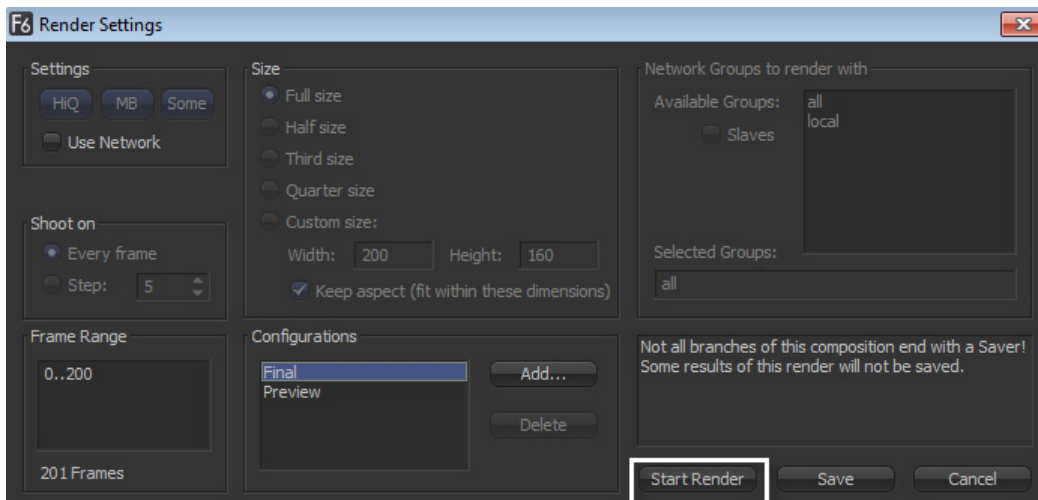 F6 Render Settings
Settings
HiQ MB Some
Use Network
Shoot on
Every frame
Step: 5
Frame Range
0..200
201 Frames
Size
Full size
Half size
Third size
Quarter size
Custom size:
Width: 200 Height: 160
Keep aspect (fit within these dimensions)
Configurations
Final
Preview
Add...
Delete
Network Groups to render with
Available Groups:
Slaves
all
local
Selected Groups:
all
Not all branches of this composition end with a Saver!
Some results of this render will not be saved.
Start Render Save Cancel